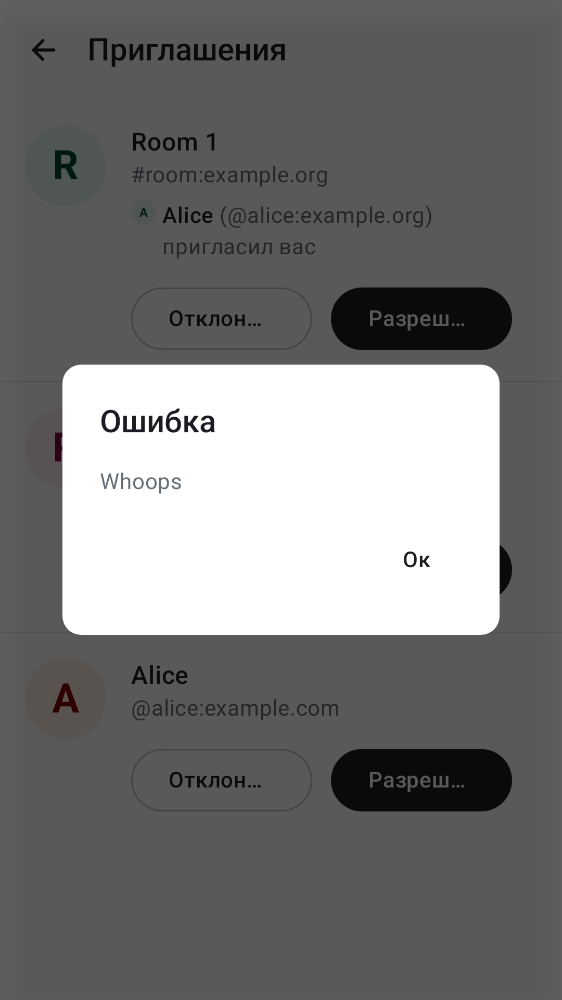 Приглашения
R
Room 1
#room:example.org
A Alice (@alice:example.org)
пригласил вас
Отклон… Разреш…
Ошибка
Whoops
Ок
A
Alice
@alice:example.com
Отклон… Разреш…